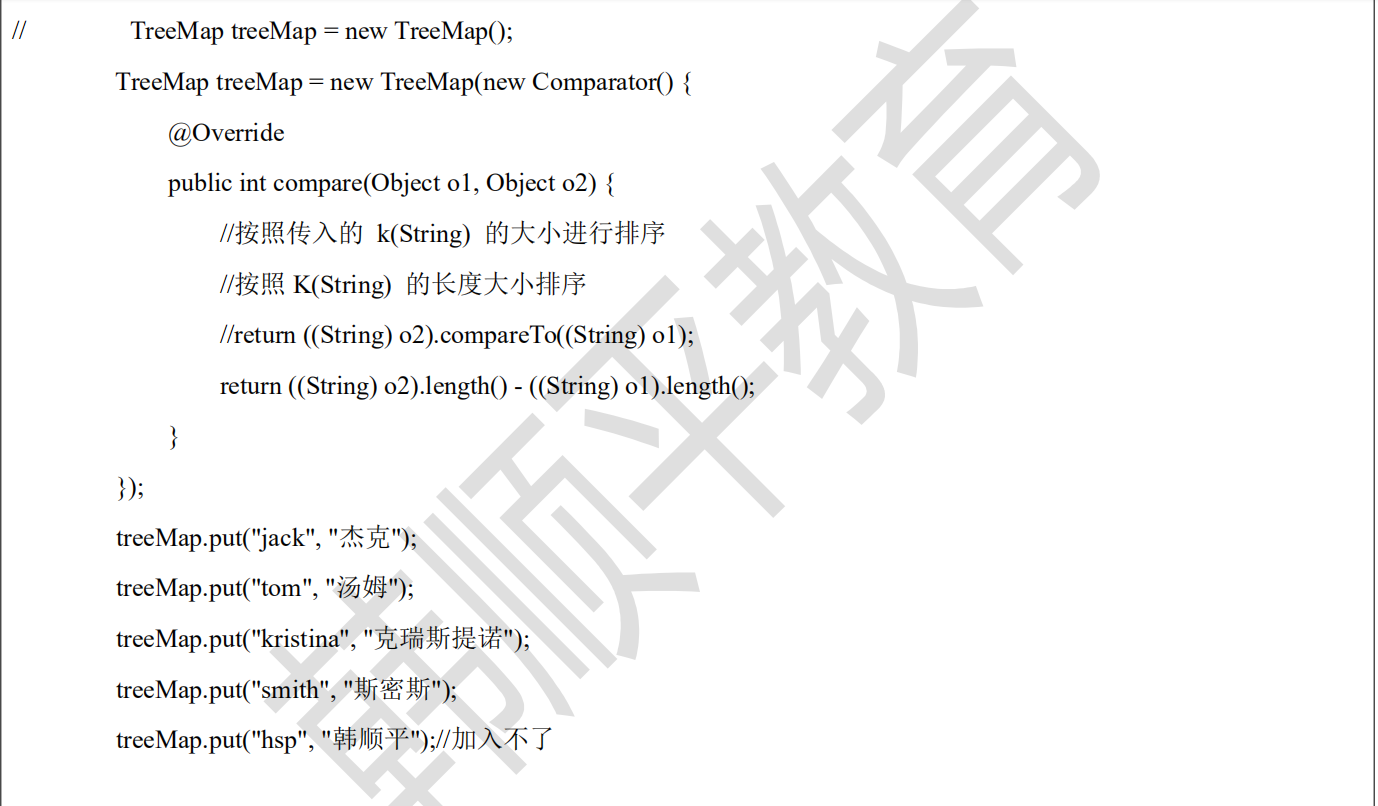 // TreeMap treeMap = new TreeMap();
TreeMap treeMap = new TreeMap(new Comparator() {
@Override
public int compare(Object o1, Object o2) {
//按照传入的 k(String) 的大小进行排序
//按照 K(String) 的长度大小排序
//return ((String) o2).compareTo((String) o1);
return ((String) o2).length() - ((String) o1).length();
}
});
treeMap.put("jack", "杰克");
treeMap.put("tom", "汤姆");
treeMap.put("kristina", "克瑞斯提诺");
treeMap.put("smith", "斯密斯");
treeMap.put("hsp", "韩顺平");//加入不了
韩顺平教育